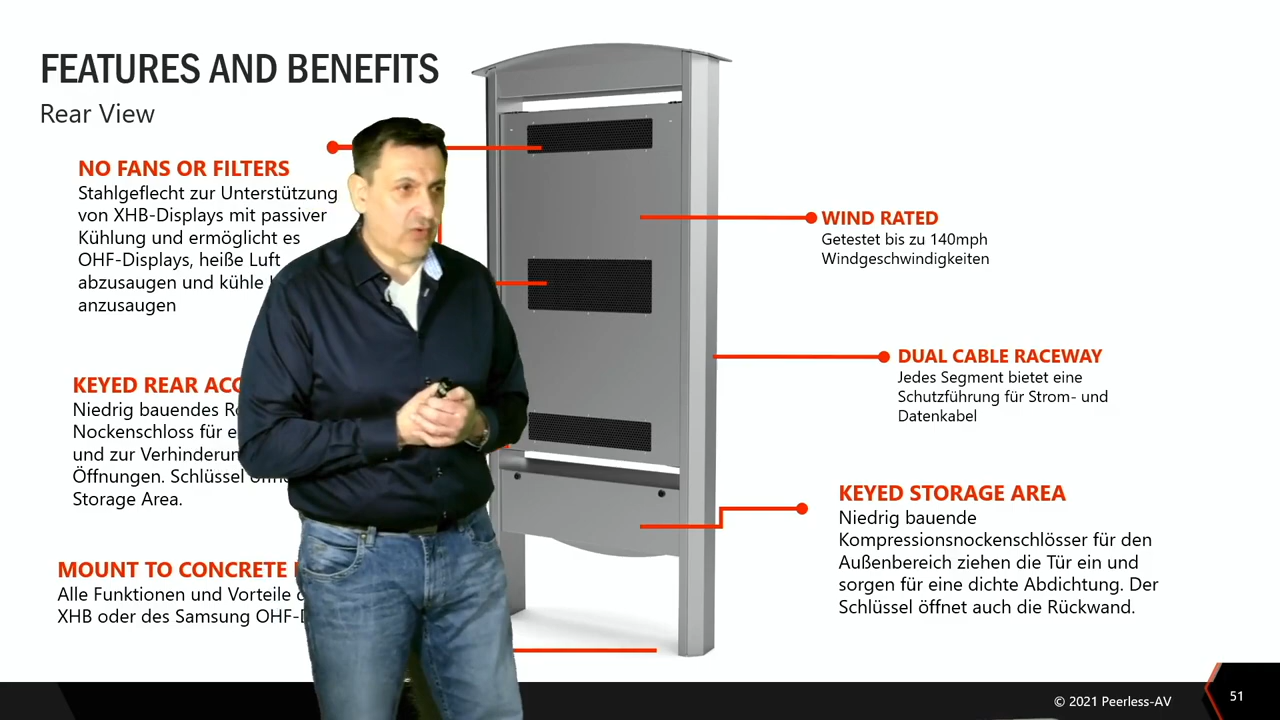 FEATURES AND BENEFITS
Rear View
NO FANS OR FILTERS
Stahlgeflecht zur Unterstützung
von XHB-Displays mit passiver
Kühlung und ermöglicht es
OHF-Displays, heiße Luft
abzusaugen und kühle
anzusaugen
KEYED REAR
Niedrig bauendes
Nockenschloss für
und zur
Öffnungen. Schlüssel öffnet
Storage Area.
MOUNT TO CONCRETE
Alle Funktionen und Vorteile
XHB oder des Samsung
WIND RATED
Getestet bis zu 140mph
Windgeschwindigkeiten
DUAL CABLE RACEWAY
Jedes Segment bietet eine
Schutzführung für Strom- und
Datenkabel
KEYED STORAGE AREA
Niedrig bauende
Kompressionsnockenschlösser für den
Außenbereich ziehen die Tür ein und
sorgen für eine dichte Abdichtung. Der
Schlüssel öffnet auch die Rückwand.
© 2021 Peerless-AV
51